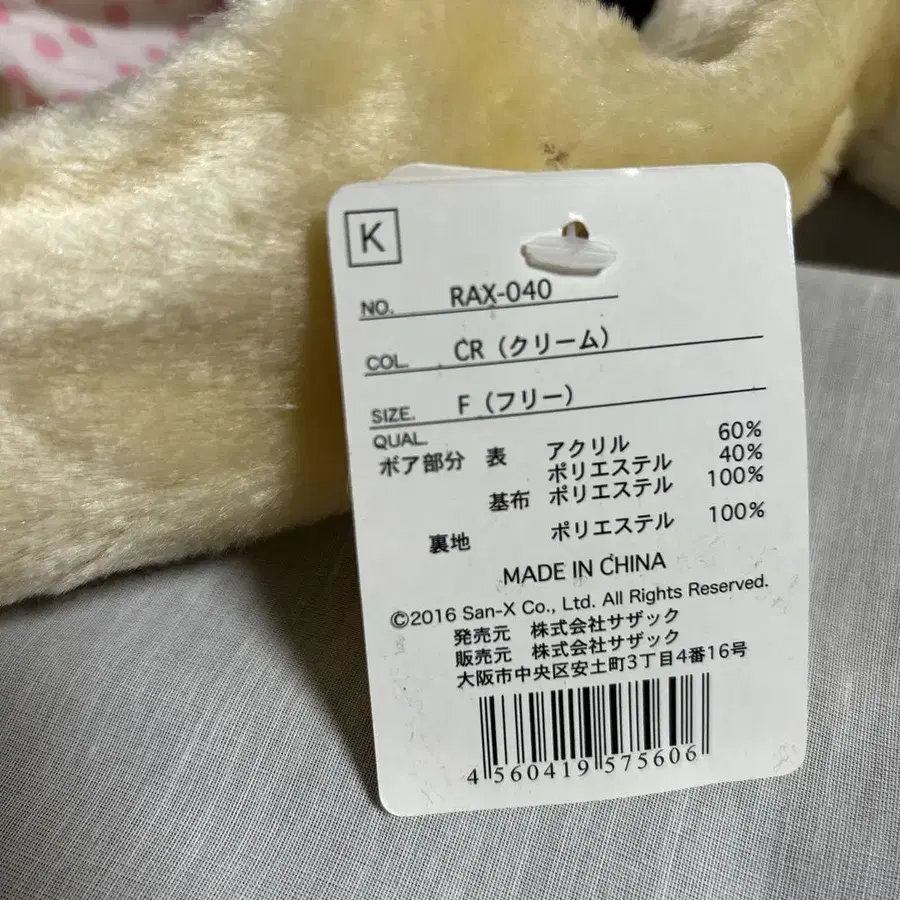 K
NO. RAX-040
COL. CR（クリーム）
SIZE. F（フリー）
QUAL.
ボア部分 表 アクリル 60%
ポリエステル 40%
基布 ポリエステル 100%
裏地 ポリエステル 100%
MADE IN CHINA
©2016 San-X Co., Ltd. All Rights Reserved.
発売元 株式会社サザック
販売元 株式会社サザック
大阪市中央区安土町3丁目4番16号
4 560419 575606